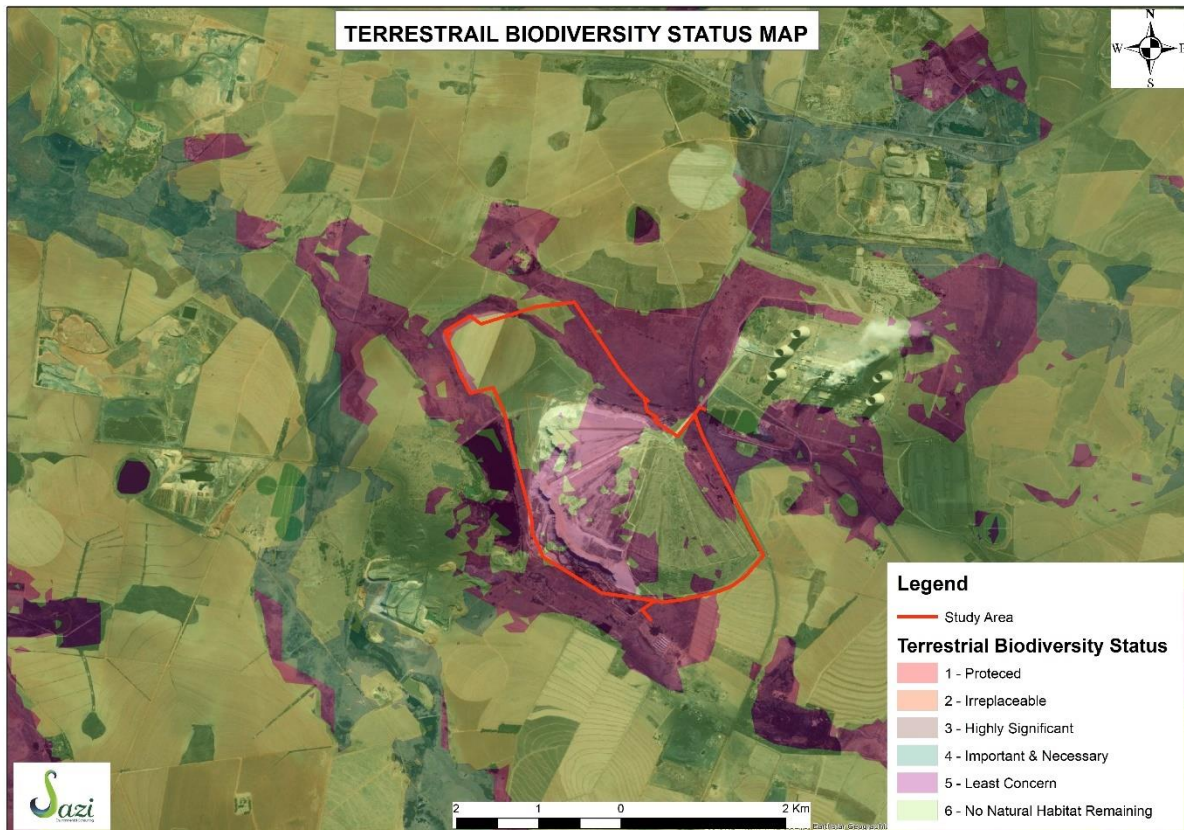 TERRESTRAIL BIODIVERSITY STATUS MAP
N
W
E
S
Legend
Study Area
Terrestrial Biodiversity Status
1 - Proteced
2 - Irreplaceable
3 - Highly Significant
4 - Important & Necessary
5 - Least Concern
6 - No Natural Habitat Remaining
Sazi
2 1 0 2 Km